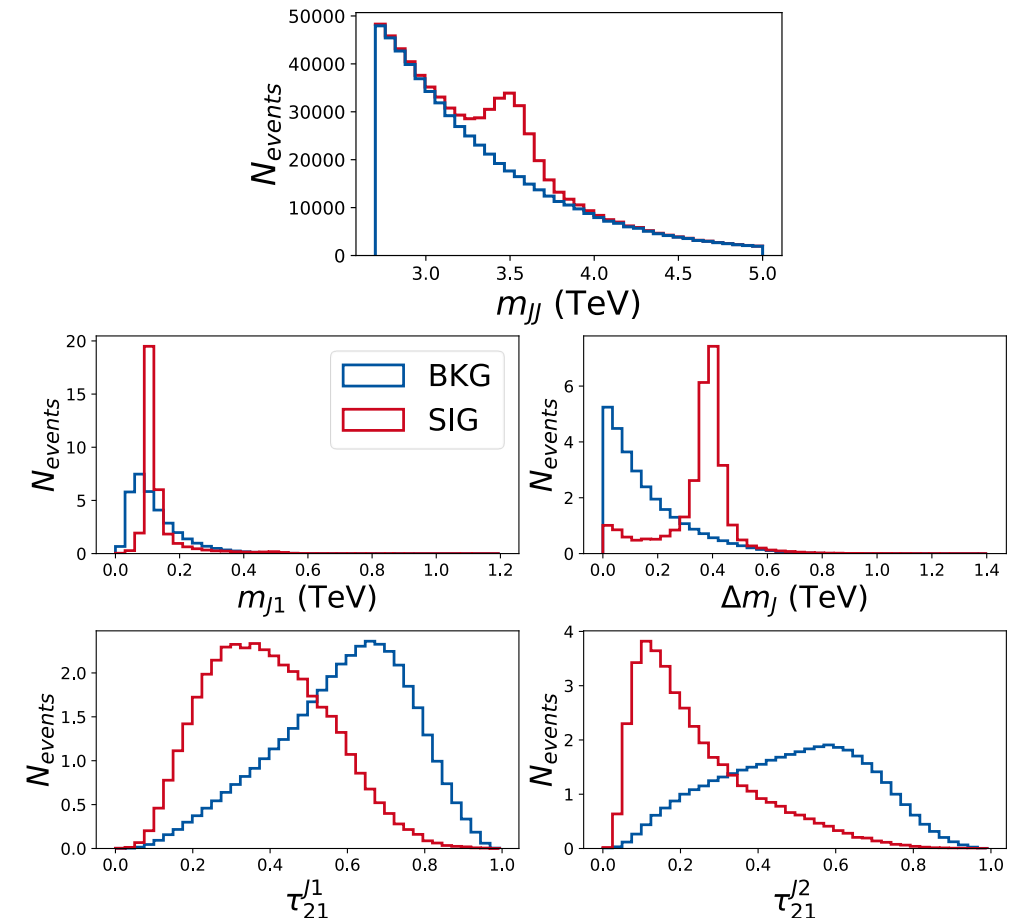 50000
40000
30000
20000
10000
0
N_events
3.0 3.5 4.0 4.5 5.0
m_JJ (TeV)
20
15
10
5
0
N_events
BKG
SIG
0.0 0.2 0.4 0.6 0.8 1.0 1.2
m_J1 (TeV)
6
4
2
0
N_events
0.0 0.2 0.4 0.6 0.8 1.0 1.2 1.4
Δm_J (TeV)
2.0
1.5
1.0
0.5
0.0
N_events
0.0 0.2 0.4 0.6 0.8 1.0
τ_21^J1
4
3
2
1
0
N_events
0.0 0.2 0.4 0.6 0.8 1.0
τ_21^J2